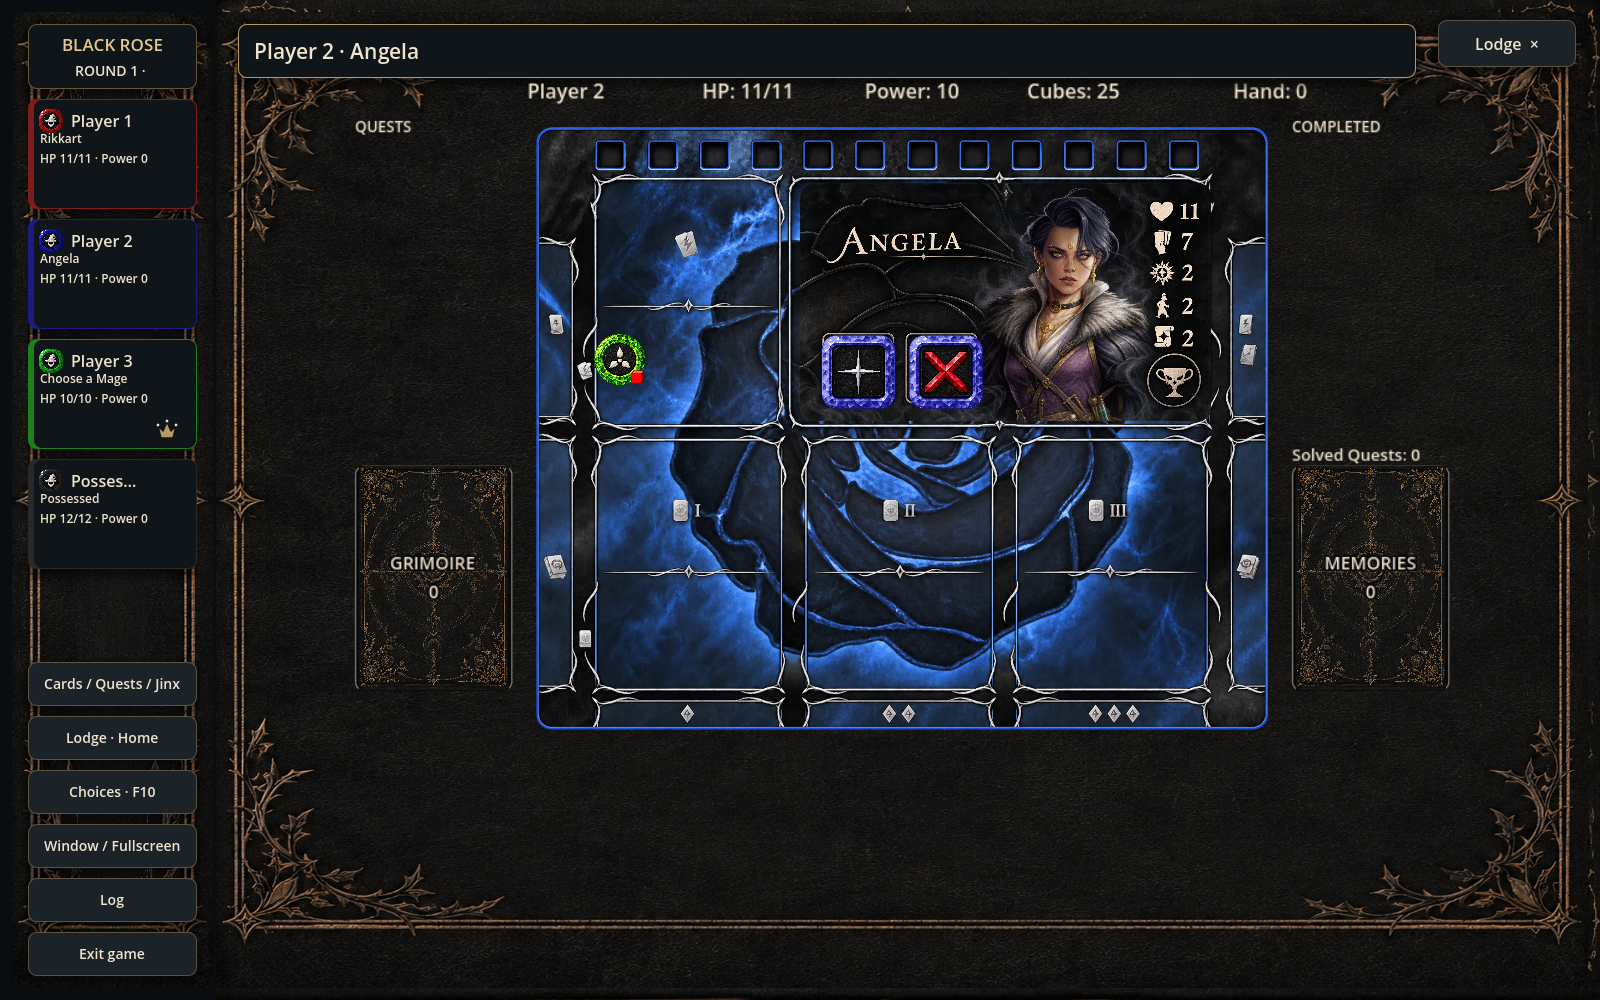 BLACK ROSE
ROUND 1 ·
Player 1
Rikkart
HP 11/11 · Power 0
Player 2
Angela
HP 11/11 · Power 0
Player 3
Choose a Mage
HP 10/10 · Power 0
Posses...
Possessed
HP 12/12 · Power 0
Cards / Quests / Jinx
Lodge · Home
Choices · F10
Window / Fullscreen
Log
Exit game
Player 2 · Angela
Lodge ×
Player 2 HP: 11/11 Power: 10 Cubes: 25 Hand: 0
QUESTS
COMPLETED
ANGELA
11
7
2
2
2
I
II
III
GRIMOIRE
0
Solved Quests: 0
MEMORIES
0